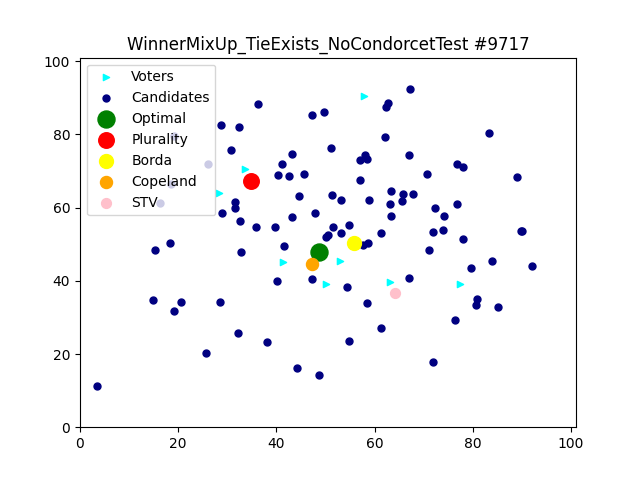 WinnerMixUp_TieExists_NoCondorcetTest #9717
100
80
60
40
20
0
Voters
Candidates
Optimal
Plurality
Borda
Copeland
STV
0 20 40 60 80 100